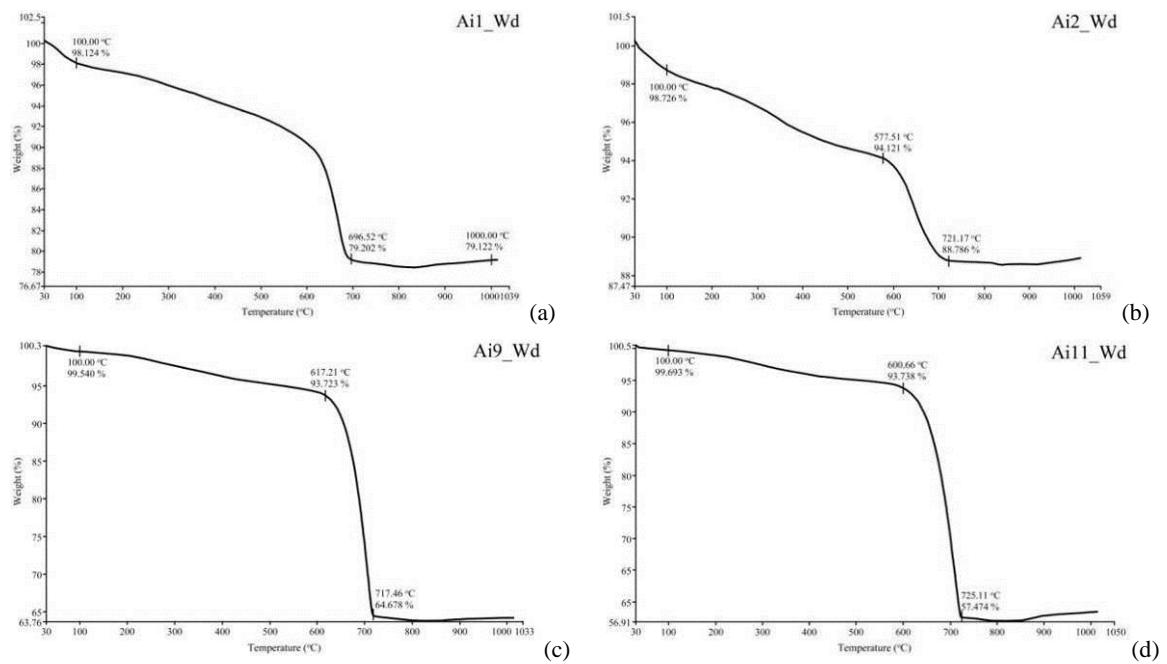 Ai1_Wd
102.5
100
98
96
94
92
90
88
86
84
82
80
78
76.67
Weight (%)
100.00 °C
98.124 %
696.52 °C
79.202 %
1000.00 °C
79.122 %
30 100 200 300 400 500 600 700 800 900 1000 1039
Temperature (°C)
(a)
Ai2_Wd
101.5
100
98
96
94
92
90
88
87.47
Weight (%)
100.00 °C
98.726 %
577.51 °C
94.121 %
721.17 °C
88.786 %
30 100 200 300 400 500 600 700 800 900 1000 1059
Temperature (°C)
(b)
Ai9_Wd
100.3
95
90
85
80
75
70
65
63.76
Weight (%)
100.00 °C
99.540 %
617.21 °C
93.723 %
717.46 °C
64.678 %
30 100 200 300 400 500 600 700 800 900 1000 1033
Temperature (°C)
(c)
Ai11_Wd
100.5
95
90
85
80
75
70
65
65
56.91
Weight (%)
100.00 °C
99.693 %
600.66 °C
93.738 %
725.11 °C
57.474 %
30 100 200 300 400 500 600 700 800 900 1000 1050
Temperature (°C)
(d)